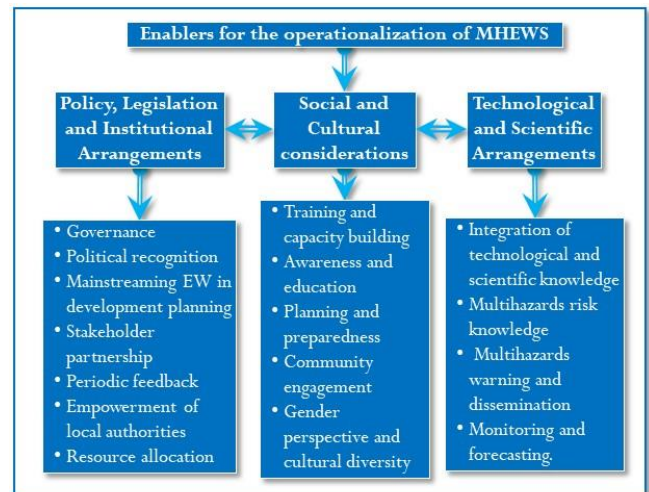 Enablers for the operationalization of MHEWS
Policy, Legislation
and Institutional
Arrangements
Social and
Cultural
considerations
Technological
and Scientific
Arrangements
• Governance
• Political recognition
• Mainstreaming EW in
development planning
• Stakeholder
partnership
• Periodic feedback
• Empowerment of
local authorities
• Resource allocation
• Training and
capacity building
• Awareness and
education
• Planning and
preparedness
• Community
engagement
• Gender
perspective and
cultural diversity
• Integration of
technological and
scientific knowledge
• Multihazards risk
knowledge
• Multihazards
warning and
dissemination
• Monitoring and
forecasting.